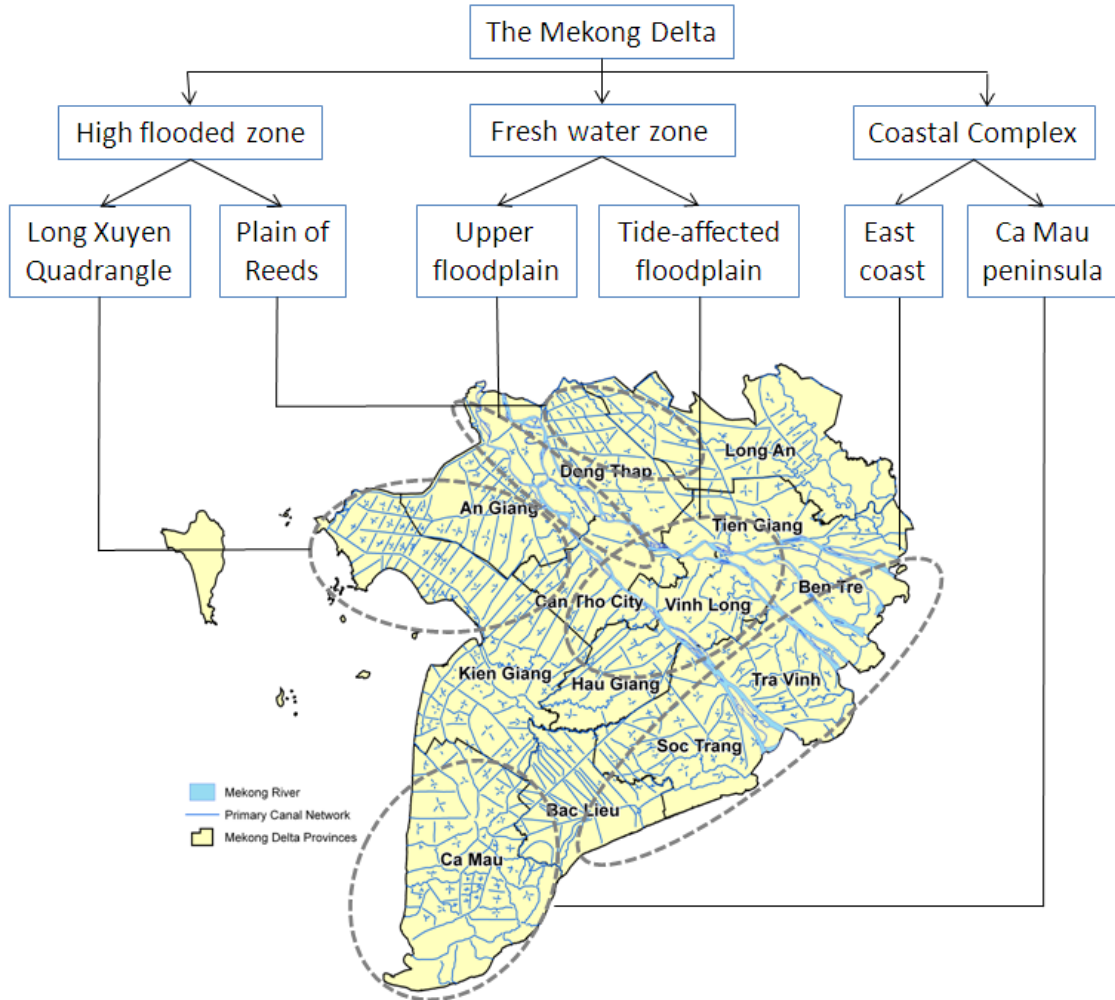 The Mekong Delta
High flooded zone
Fresh water zone
Coastal Complex
Long Xuyen
Quadrangle
Plain of
Reeds
Upper
floodplain
Tide-affected
floodplain
East
coast
Ca Mau
peninsula
Long An
Dong Thap
An Giang
Tien Giang
Ben Tre
Can Tho City
Vinh Long
Kien Giang
Hau Giang
Tra Vinh
Soc Trang
Bac Lieu
Ca Mau
Mekong River
Primary Canal Network
Mekong Delta Provinces